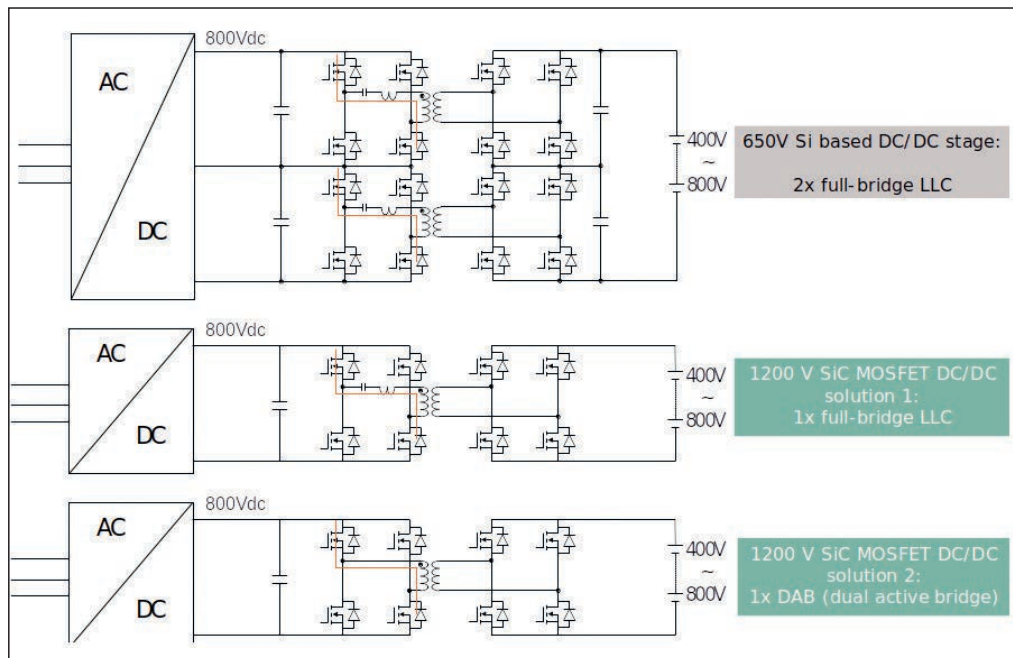 800Vdc
AC
DC
400V
~
800V
650V Si based DC/DC stage:
2x full-bridge LLC
800Vdc
AC
DC
400V
~
800V
1200 V SiC MOSFET DC/DC
solution 1:
1x full-bridge LLC
800Vdc
AC
DC
400V
~
800V
1200 V SiC MOSFET DC/DC
solution 2:
1x DAB (dual active bridge)